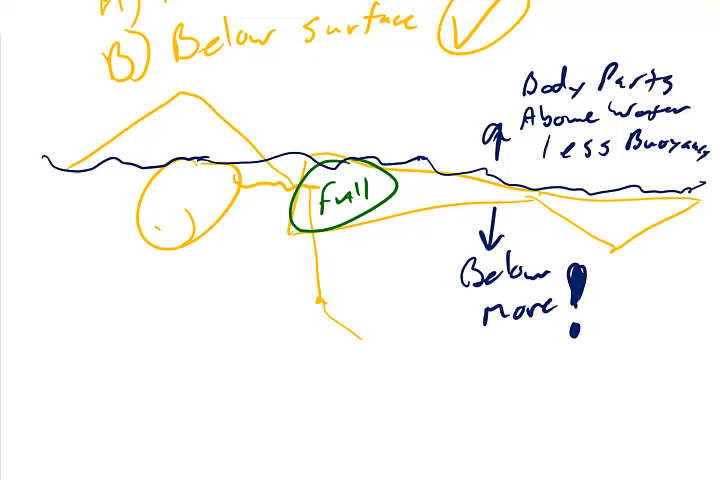 A)
B) Below surface
Body Parts
Above Water
less Buoyancy
full
Below
more!